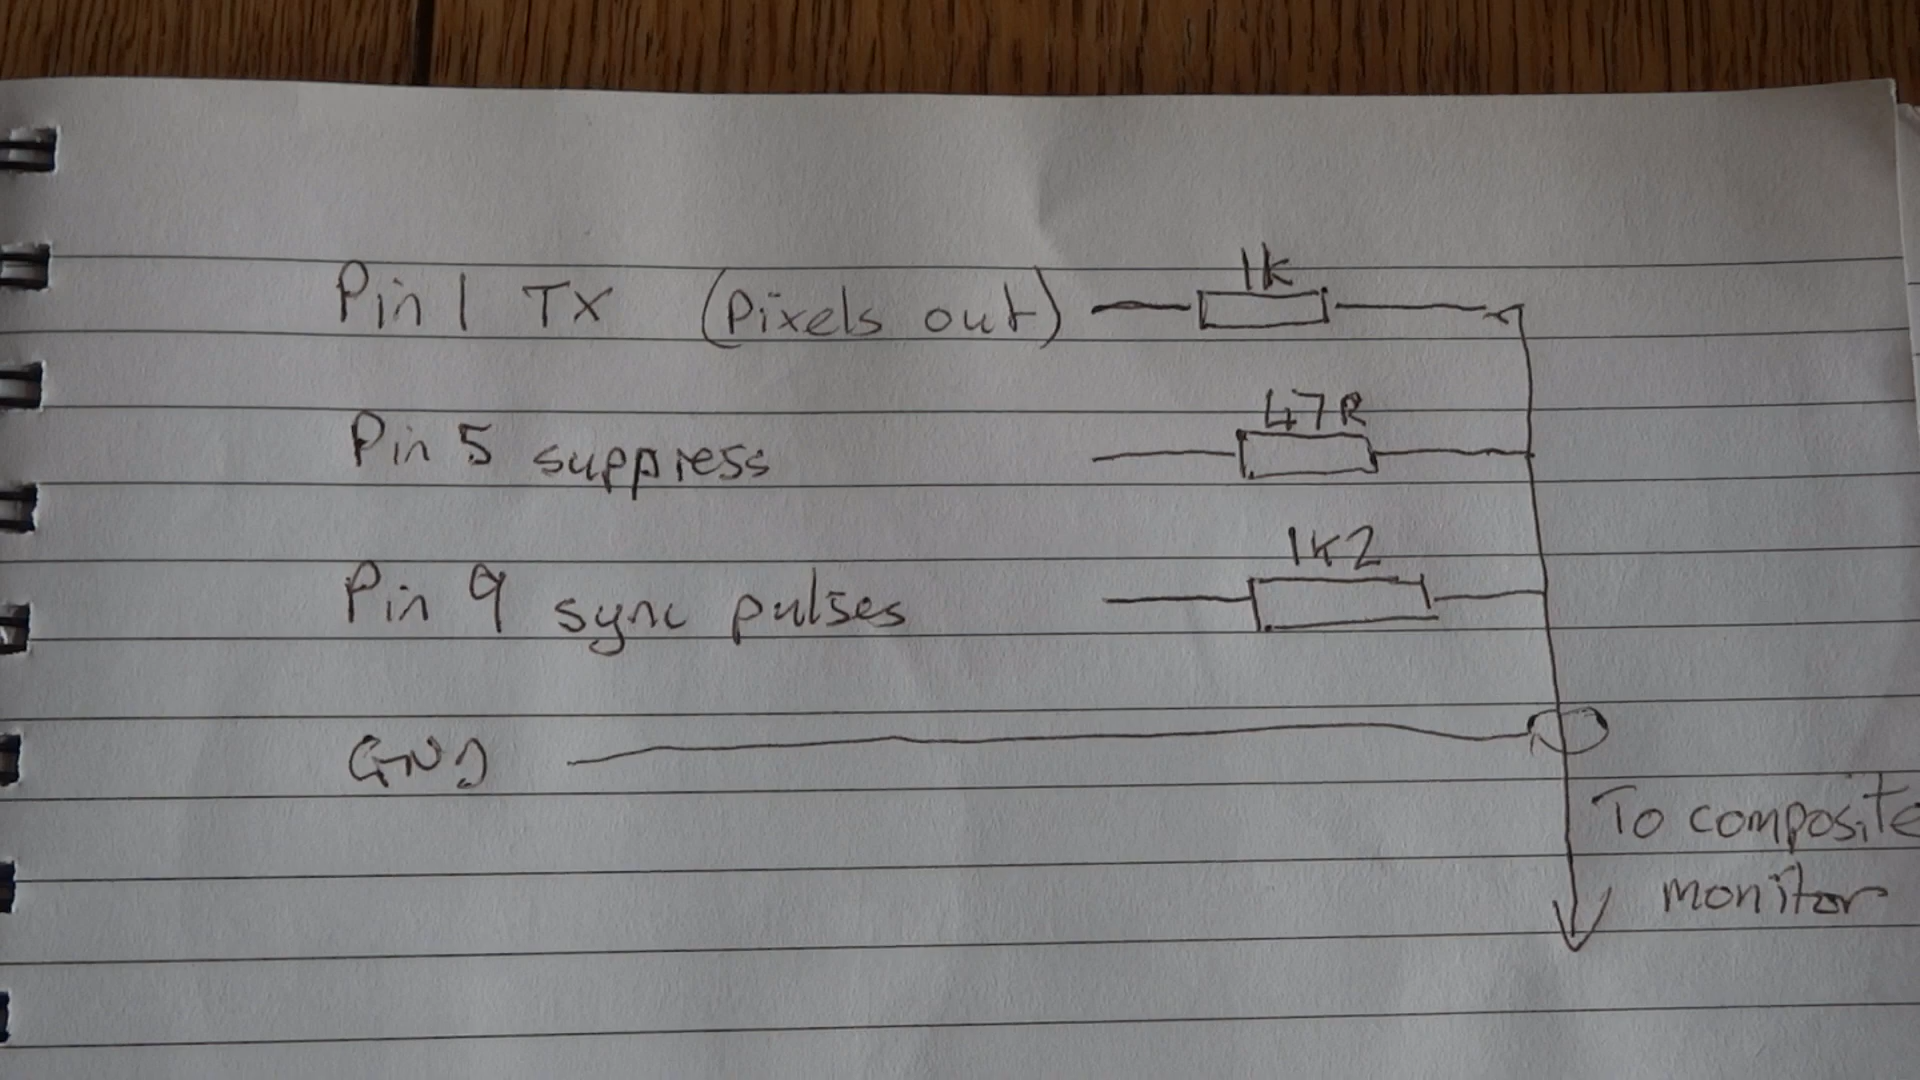 1k
Pin 1 TX (Pixels out)
47R
Pin 5 suppress
1k2
Pin 9 sync pulses
GND
To composite
monitor